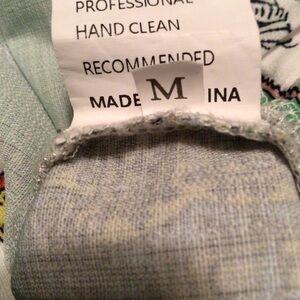 PROFESSIONAL
HAND CLEAN
RECOMMENDED
MADE
M
INA